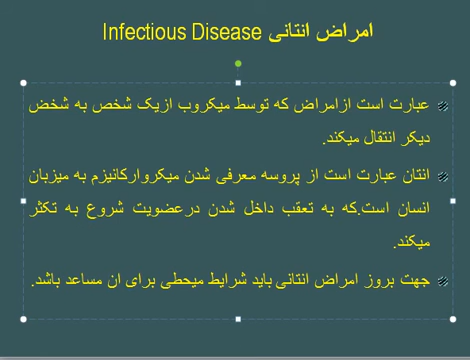 امراض انتانی Infectious Disease
عبارت است ازامراض که توسط میکروب ازیک شخص به شخض
دیکر انتقال میکند.
انتان عبارت است از پروسه معرفی شدن میکروارکانیزم به میزبان
انسان است.که به تعقب داخل شدن درعضویت شروع به تکثر
میکند.
جهت بروز امراض انتانی باید شرایط میحطی برای ان مساعد باشد.